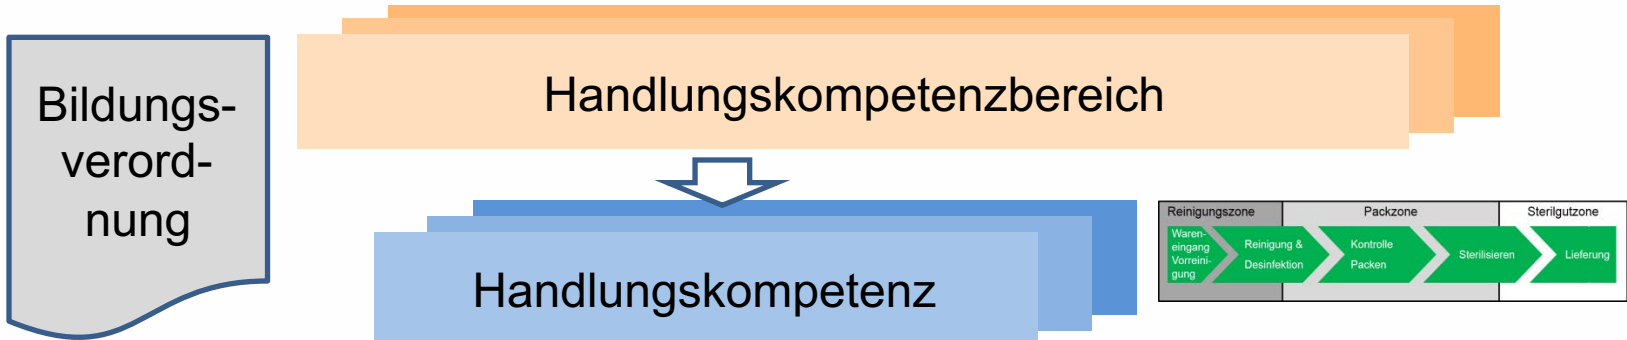 Bildungs-
verord-
nung
Handlungskompetenzbereich
Handlungskompetenz
Reinigungszone
Packzone
Sterilgutzone
Waren-
eingang
Vorreini-
gung
Reinigung &
Desinfektion
Kontrolle
Packen
Sterilisieren
Lieferung